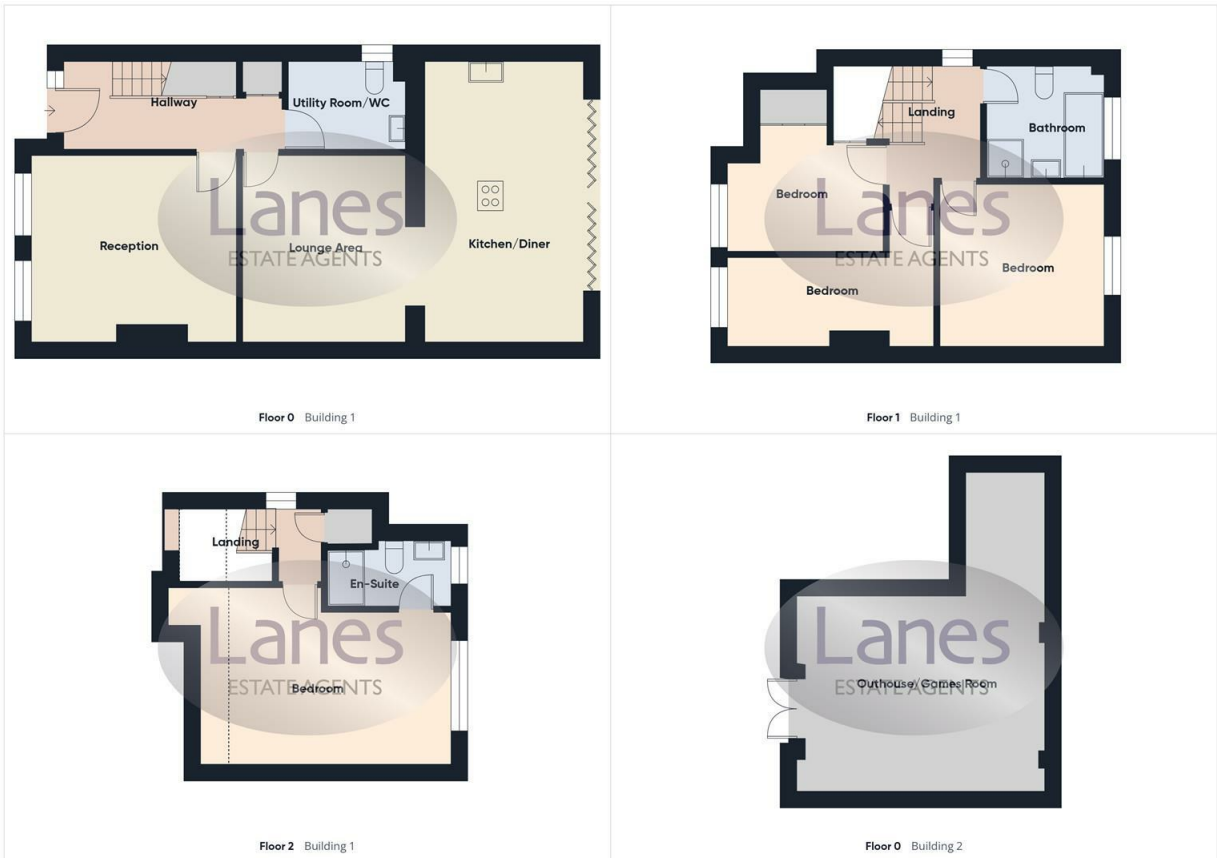 Hallway
Utility Room/WC
Lanes
ESTATE AGENTS
Reception
Lounge Area
Kitchen/Diner
Floor 0 Building 1
Landing
Bathroom
Bedroom
Lanes
ESTATE AGENTS
Bedroom
Bedroom
Floor 1 Building 1
Landing
En-Suite
Lanes
ESTATE AGENTS
Bedroom
Floor 2 Building 1
Lanes
ESTATE AGENTS
Outhouse/Games Room
Floor 0 Building 2